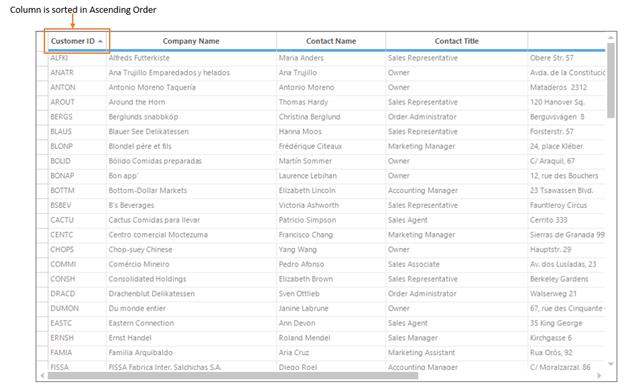 Column is sorted in Ascending Order
Customer ID Company Name Contact Name Contact Title
ALFKI Alfreds Futterkiste Maria Anders Sales Representative Obere Str. 57
ANATR Ana Trujillo Emparedados y helados Ana Trujillo Owner Avda. de la Constitució
ANTON Antonio Moreno Taquería Antonio Moreno Owner Mataderos 2312
AROUT Around the Horn Thomas Hardy Sales Representative 120 Hanover Sq.
BERGS Berglunds snabbköp Christina Berglund Order Administrator Berguvsvägen 8
BLAUS Blauer See Delikatessen Hanna Moos Sales Representative Forsterstr. 57
BLONP Blondel père et fils Frédérique Citeaux Marketing Manager 24, place Kléber
BOLID Bólido Comidas preparadas Martín Sommer Owner C/ Araquil, 67
BONAP Bon app' Laurence Lebihan Owner 12, rue des Bouchers
BOTTM Bottom-Dollar Markets Elizabeth Lincoln Accounting Manager 23 Tsawassen Blvd.
BSBEV B's Beverages Victoria Ashworth Sales Representative Fauntleroy Circus
CACTU Cactus Comidas para llevar Patricio Simpson Sales Agent Cerrito 333
CENTC Centro comercial Moctezuma Francisco Chang Marketing Manager Sierras de Granada 99
CHOPS Chop-suey Chinese Yang Wang Owner Hauptstr. 29
COMMI Comércio Mineiro Pedro Afonso Sales Associate Av. dos Lusíadas, 23
CONSH Consolidated Holdings Elizabeth Brown Sales Representative Berkeley Gardens
DRACD Drachenblut Delikatessen Sven Ottlieb Order Administrator Walserweg 21
DUMON Du monde entier Janine Labrune Owner 67, rue des Cinquante
EASTC Eastern Connection Ann Devon Sales Agent 35 King George
ERNSH Ernst Handel Roland Mendel Sales Manager Kirchgasse 6
FAMIA Familia Arquibaldo Aria Cruz Marketing Assistant Rua Orós, 92
FISSA FISSA Fabrica Inter. Salchichas S.A. Diego Roel Accounting Manager C/ Moralzarzal, 86